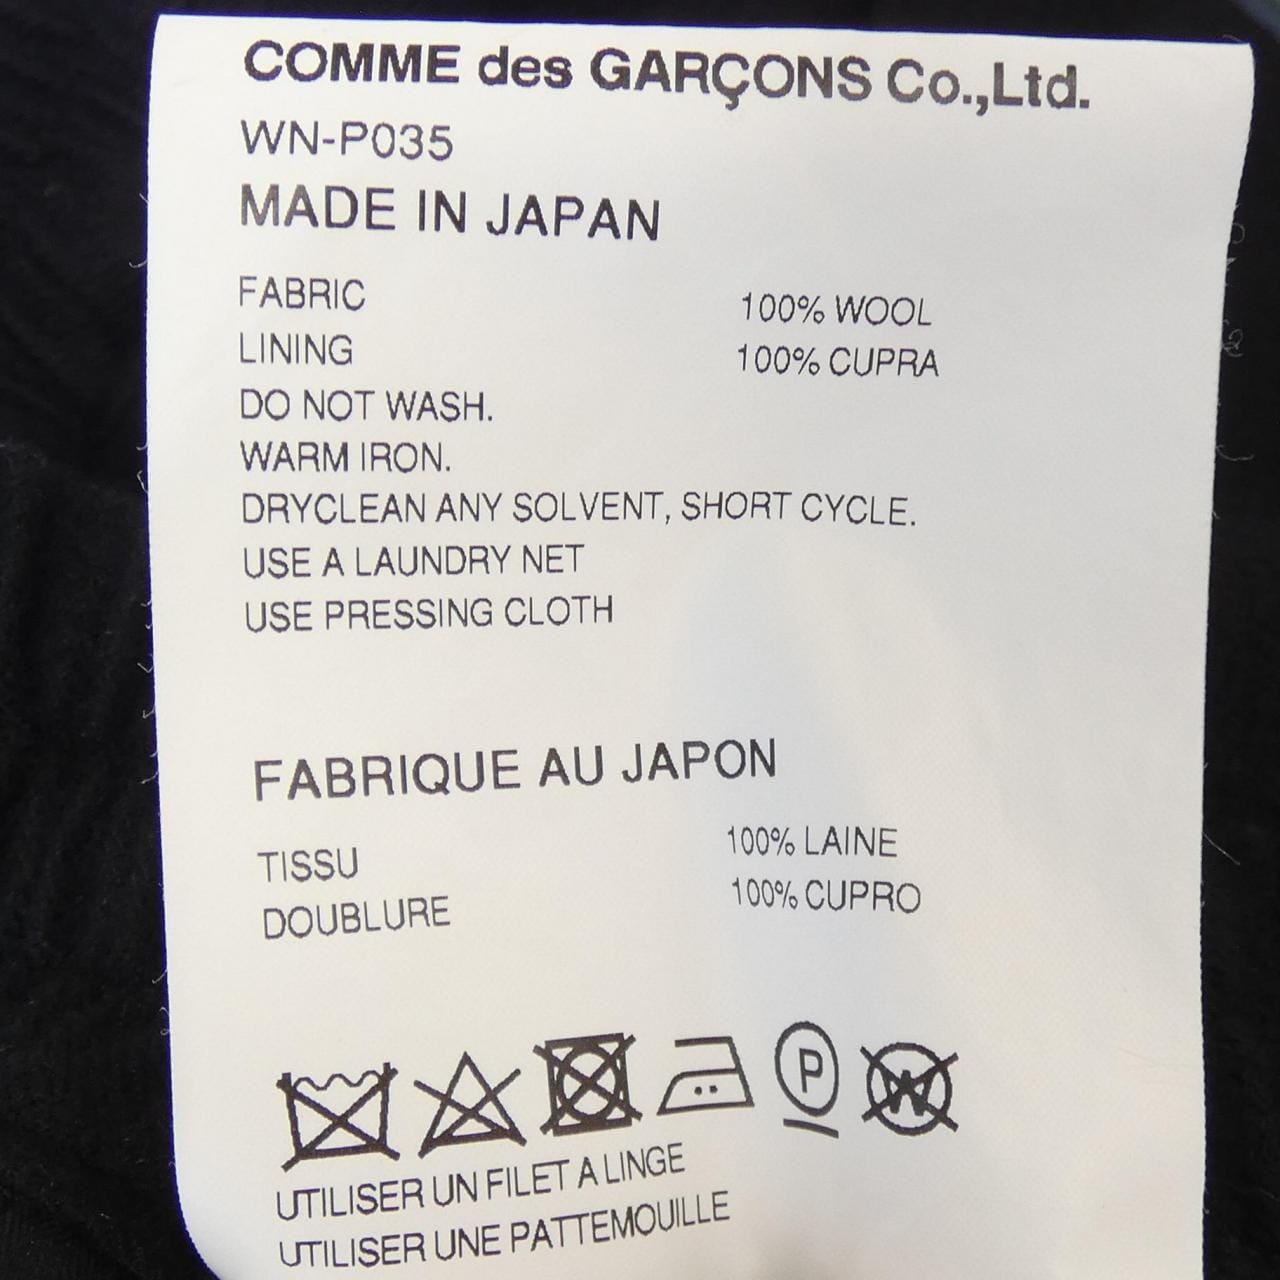 COMME des GARÇONS Co.,Ltd.
WN-P035
MADE IN JAPAN
FABRIC 100% WOOL
LINING 100% CUPRA
DO NOT WASH.
WARM IRON.
DRYCLEAN ANY SOLVENT, SHORT CYCLE.
USE A LAUNDRY NET
USE PRESSING CLOTH
FABRIQUE AU JAPON
TISSU 100% LAINE
DOUBLURE 100% CUPRO
P W
UTILISER UN FILET A LINGE
UTILISER UNE PATTEMOUILLE